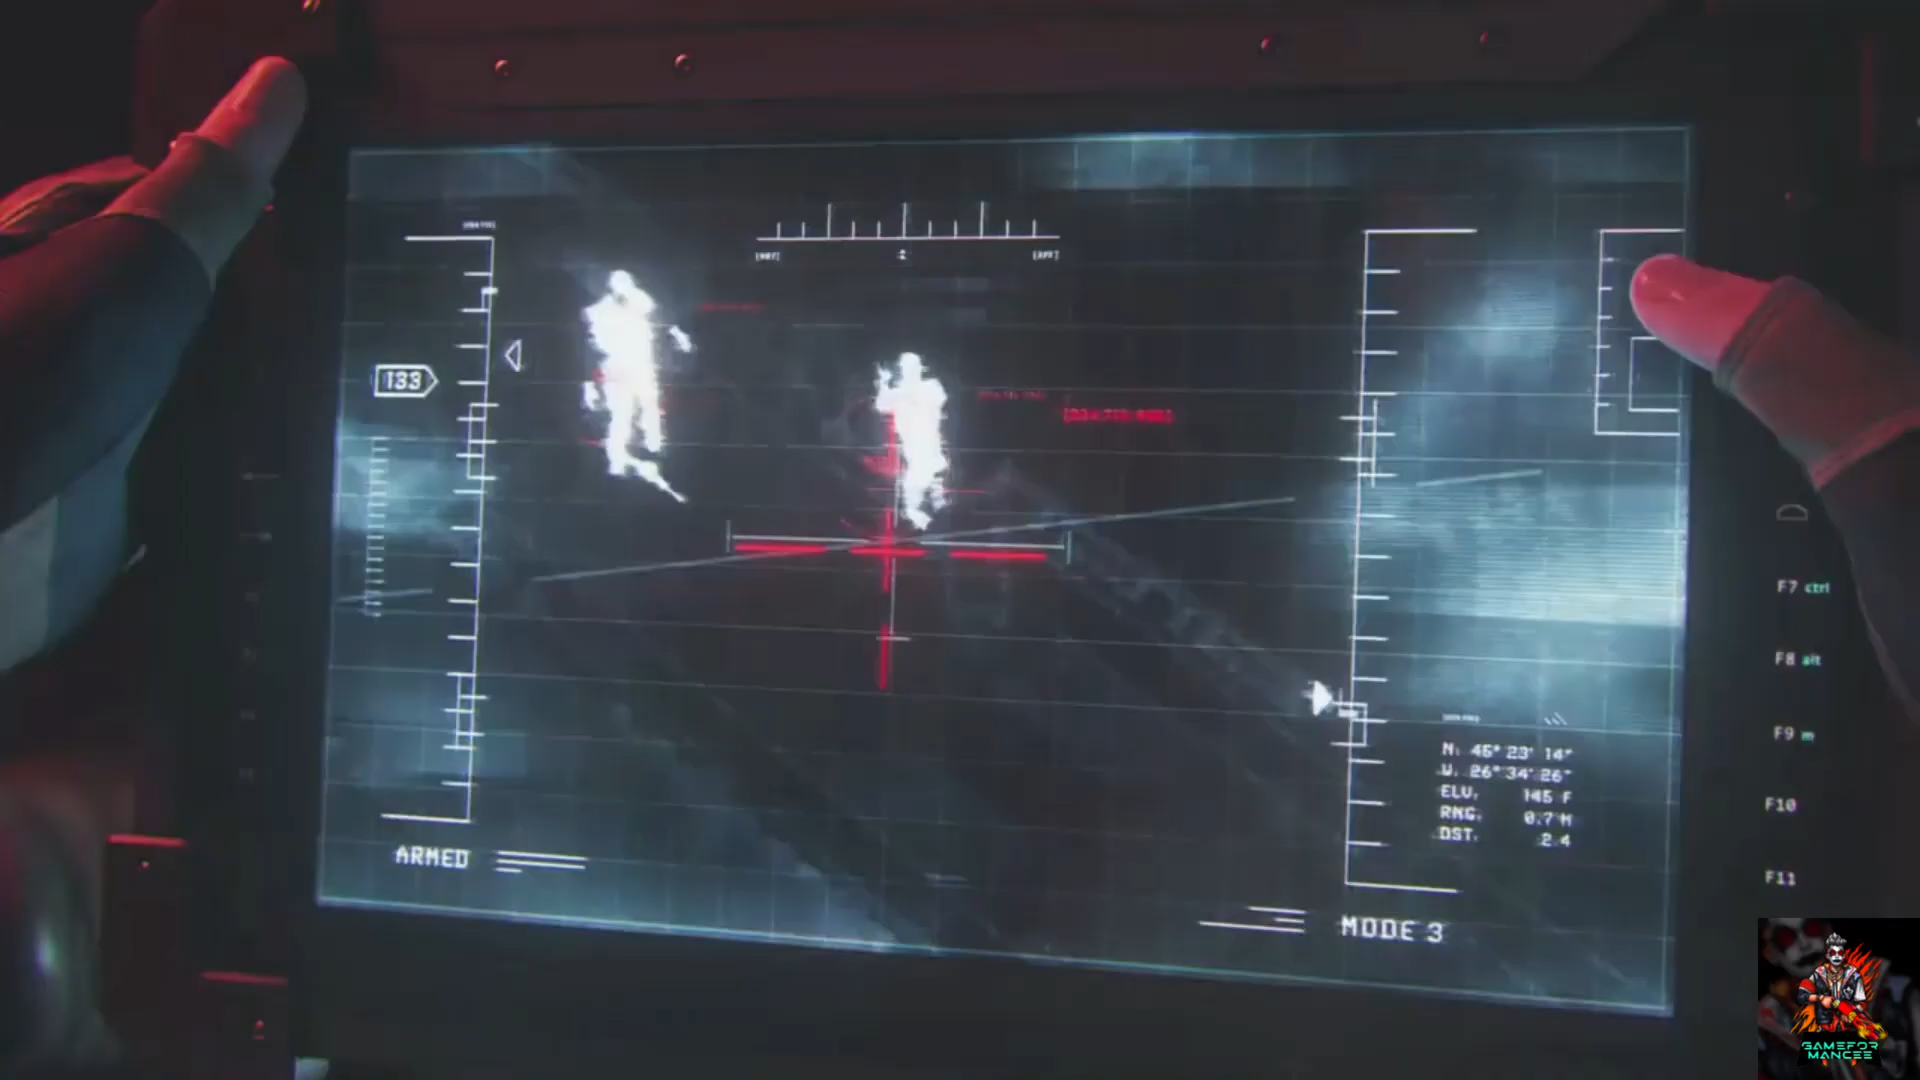 133
N: 45° 23' 14"
W. 26° 34' 26"
ELV. 145 F
RNG. 0.7 M
DST. 2.4
ARMED
MODE 3
F7 ctrl
F8 alt
F9 m
F10
F11
GAMEFOR
MANCEE